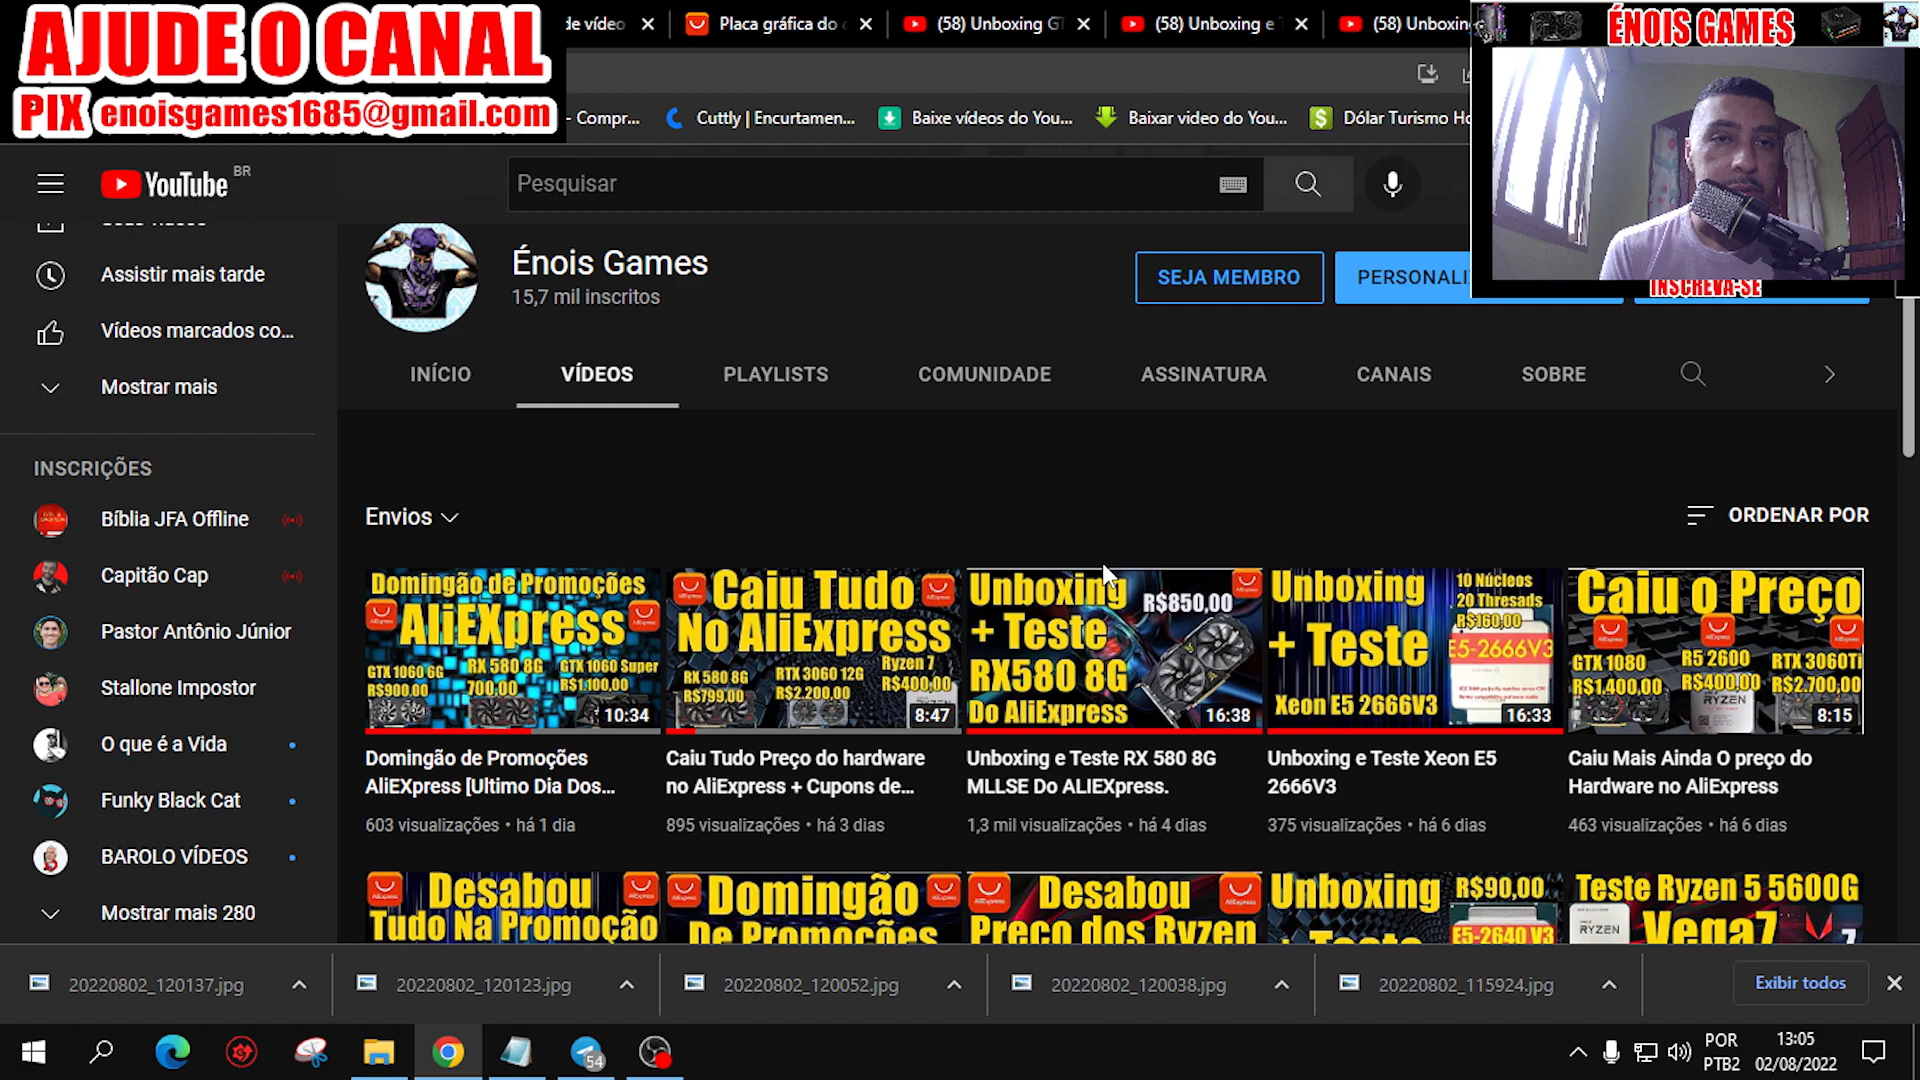 AJUDE O CANAL
PIX enoisgames1685@gmail.com
de vídeo
Placa gráfica do
(58) Unboxing GT
(58) Unboxing e T
(58) Unboxin
ÉNOIS GAMES
- Compr...
Cuttly | Encurtamen...
Baixe vídeos do You...
Baixar video do You...
Dólar Turismo Ho
YouTube BR
Pesquisar
Assistir mais tarde
Vídeos marcados co...
Mostrar mais
INSCRIÇÕES
Bíblia JFA Offline
Capitão Cap
Pastor Antônio Júnior
Stallone Impostor
O que é a Vida
Funky Black Cat
BAROLO VÍDEOS
Mostrar mais 280
Énois Games
15,7 mil inscritos
SEJA MEMBRO
PERSONALI
INSCREVA-SE
INÍCIO
VÍDEOS
PLAYLISTS
COMUNIDADE
ASSINATURA
CANAIS
SOBRE
Envios
ORDENAR POR
Domingão de Promoções
AliEXpress
GTX 1060 6G
R$900,00
RX 580 8G
700,00
GTX 1060 Super
R$1.100,00
10:34
Caiu Tudo
No AliExpress
RX 580 8G
R$799,00
RTX 3060 12G
R$2.200,00
Ryzen 7
R$400,00
8:47
Unboxing
+ Teste
RX580 8G
Do AliExpress
R$850,00
16:38
Unboxing
+ Teste
Xeon E5 2666V3
10 Núcleos
20 Thresads
R$160,00
E5-2666V3
16:33
Caiu o Preço
GTX 1080
R$1.400,00
R5 2600
R$400,00
RTX 3060Ti
R$2.700,00
RYZEN
8:15
Domingão de Promoções
AliEXpress [Ultimo Dia Dos...
603 visualizações • há 1 dia
Caiu Tudo Preço do hardware
no AliExpress + Cupons de...
895 visualizações • há 3 dias
Unboxing e Teste RX 580 8G
MLLSE Do ALIEXpress.
1,3 mil visualizações • há 4 dias
Unboxing e Teste Xeon E5
2666V3
375 visualizações • há 6 dias
Caiu Mais Ainda O preço do
Hardware no AliExpress
463 visualizações • há 6 dias
Desabou
Tudo Na Promoção
Domingão
De Promoções
Desabou
Preço dos Ryzen
Unboxing
+ Teste
R$90,00
E5-2640 V3
Teste Ryzen 5 5600G
Vega7
RYZEN
7
20220802_120137.jpg
20220802_120123.jpg
20220802_120052.jpg
20220802_120038.jpg
20220802_115924.jpg
Exibir todos
54
POR
PTB2
13:05
02/08/2022